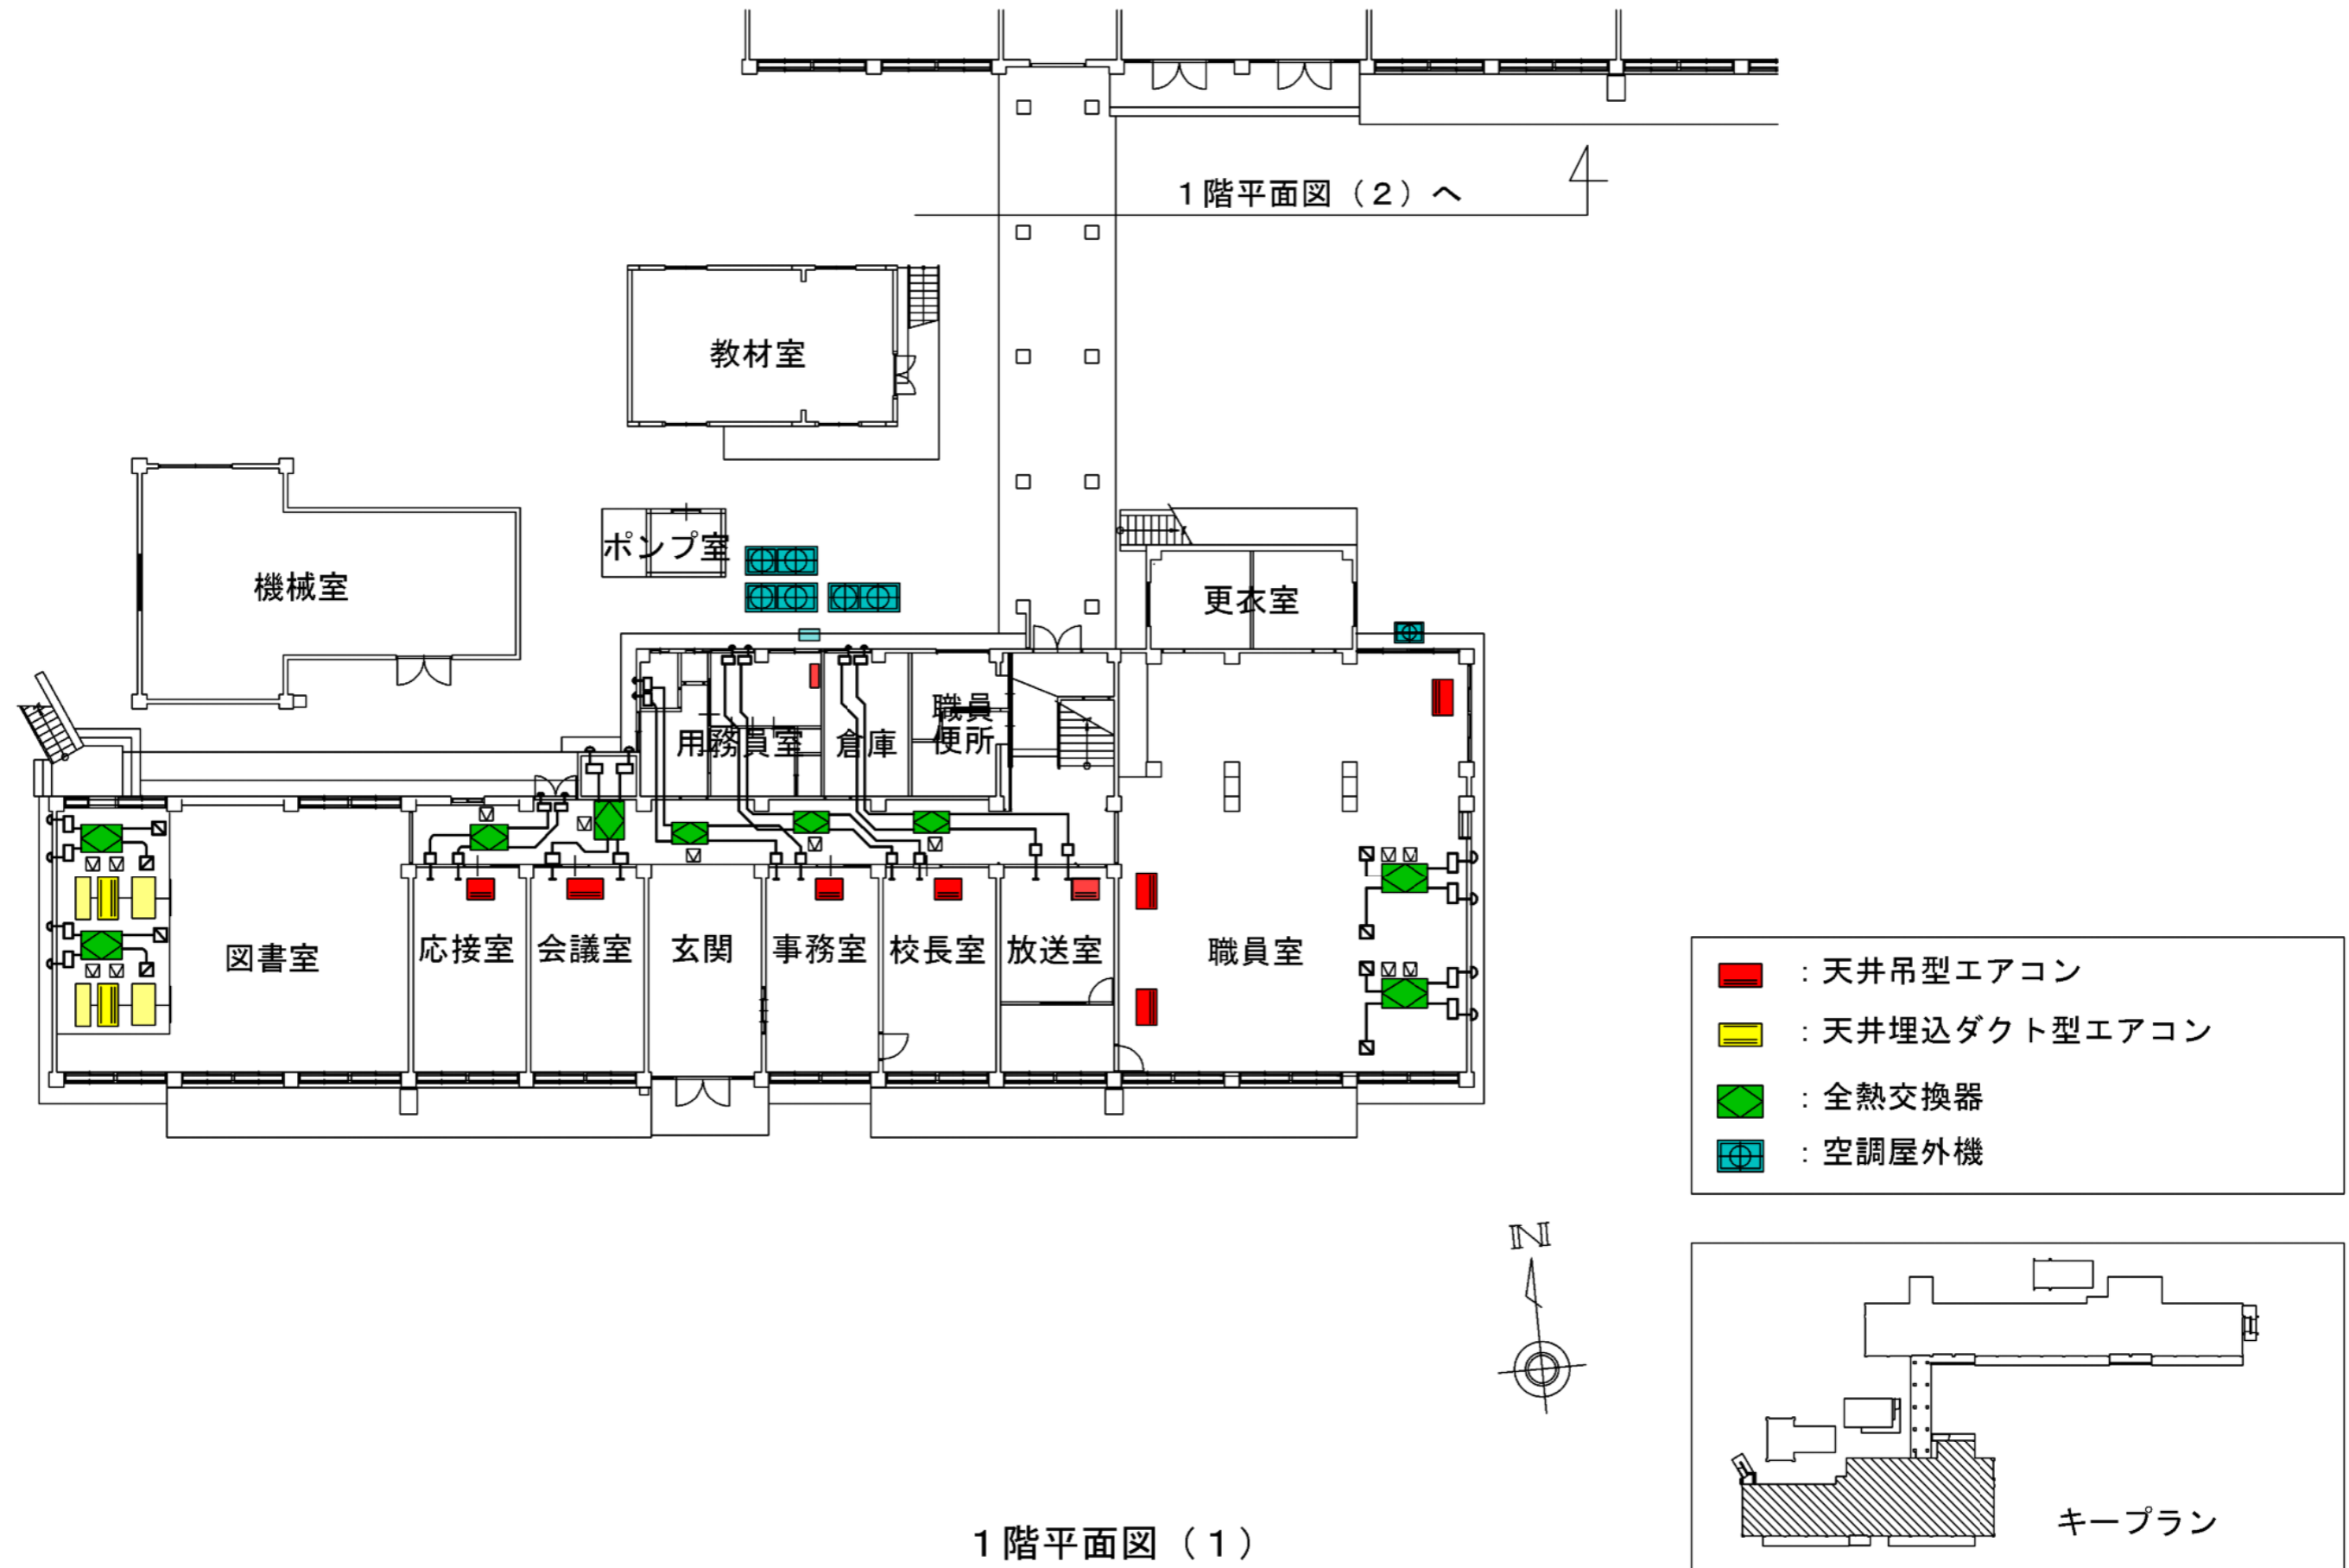 1階平面図（2）へ
教材室
ポンプ室
機械室
更衣室
用務員室
倉庫
職員
便所
図書室
応接室
会議室
玄関
事務室
校長室
放送室
職員室
：天井吊型エアコン
：天井埋込ダクト型エアコン
：全熱交換器
：空調屋外機
N
キープラン
1階平面図（1）